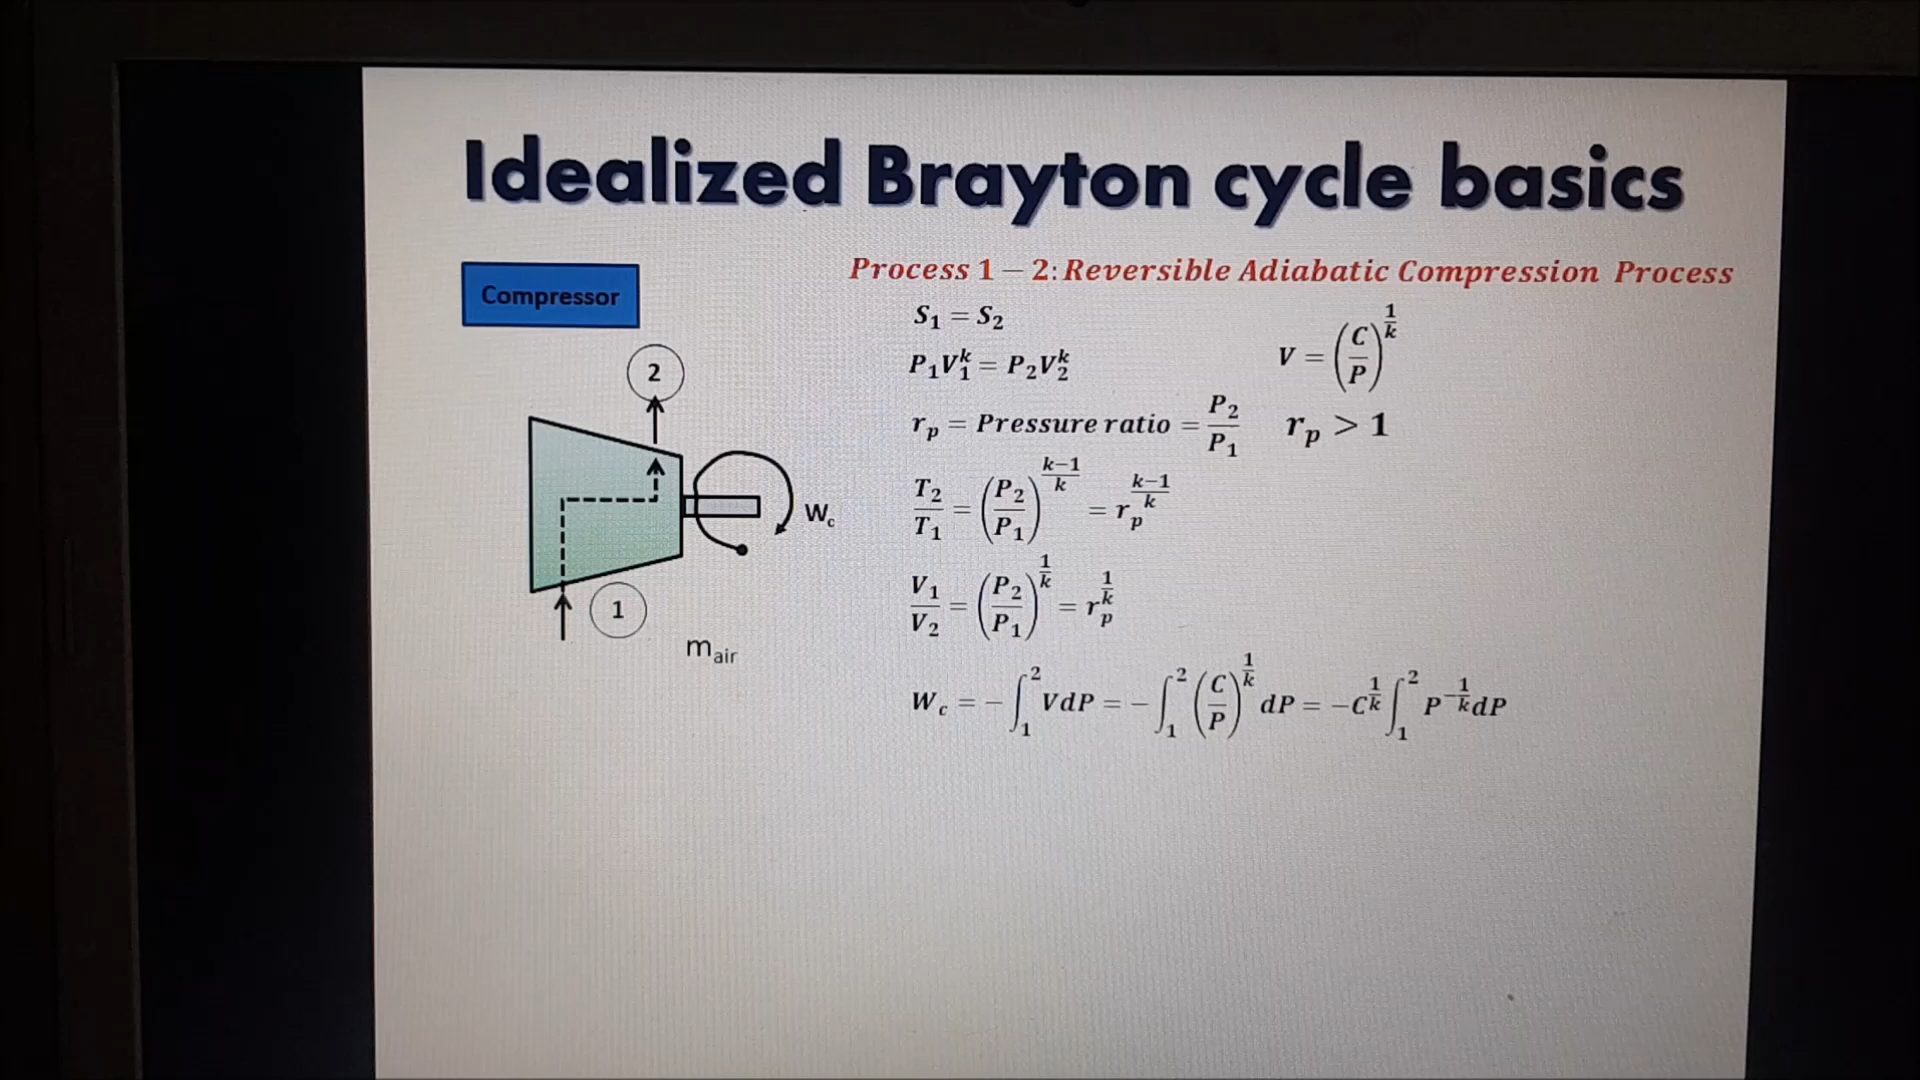 Idealized Brayton cycle basics
Compressor
Process 1 – 2: Reversible Adiabatic Compression Process
S₁ = S₂
P₁V₁ᵏ = P₂V₂ᵏ
V = (C/P)^(1/k)
r_p = Pressure ratio = P₂/P₁
r_p > 1
T₂/T₁ = (P₂/P₁)^((k−1)/k) = r_p^((k−1)/k)
V₁/V₂ = (P₂/P₁)^(1/k) = r_p^(1/k)
W_c = −∫₁² VdP = −∫₁² (C/P)^(1/k) dP = −C^(1/k) ∫₁² P^(−1/k) dP
2
W_c
1
m_air